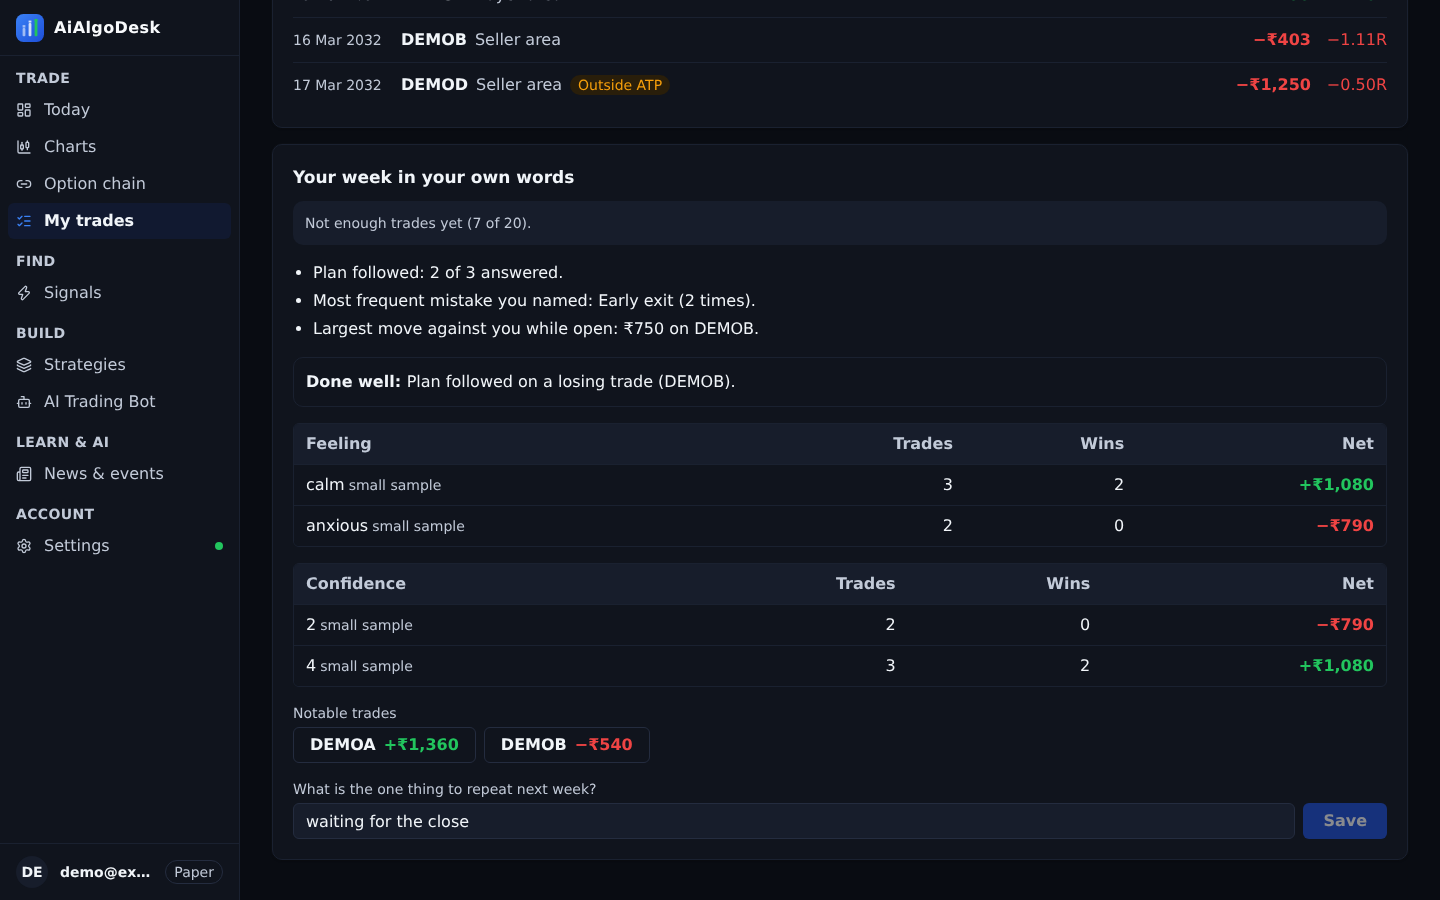 AiAlgoDesk
TRADE
Today
Charts
Option chain
My trades
FIND
Signals
BUILD
Strategies
AI Trading Bot
LEARN & AI
News & events
ACCOUNT
Settings
DE demo@ex… Paper
16 Mar 2032 DEMOB Seller area −₹403 −1.11R
17 Mar 2032 DEMOD Seller area Outside ATP −₹1,250 −0.50R
Your week in your own words
Not enough trades yet (7 of 20).
• Plan followed: 2 of 3 answered.
• Most frequent mistake you named: Early exit (2 times).
• Largest move against you while open: ₹750 on DEMOB.
Done well: Plan followed on a losing trade (DEMOB).
Feeling Trades Wins Net
calm small sample 3 2 +₹1,080
anxious small sample 2 0 −₹790
Confidence Trades Wins Net
2 small sample 2 0 −₹790
4 small sample 3 2 +₹1,080
Notable trades
DEMOA +₹1,360 DEMOB −₹540
What is the one thing to repeat next week?
waiting for the close Save